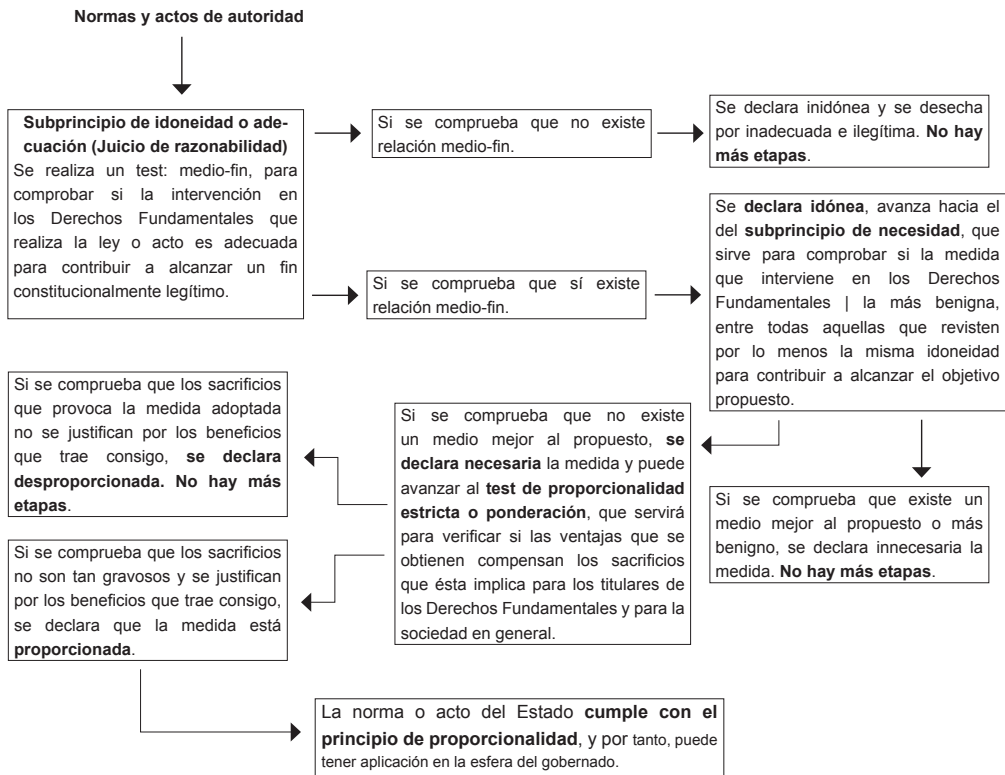 Normas y actos de autoridad
Subprincipio de idoneidad o ade-
cuación (Juicio de razonabilidad)
Se realiza un test: medio-fin, para
comprobar si la intervención en
los Derechos Fundamentales que
realiza la ley o acto es adecuada
para contribuir a alcanzar un fin
constitucionalmente legítimo.
Si se comprueba que no existe
relación medio-fin.
Se declara inidónea y se desecha
por inadecuada e ilegítima. No hay
más etapas.
Si se comprueba que sí existe
relación medio-fin.
Se declara idónea, avanza hacia el
del subprincipio de necesidad, que
sirve para comprobar si la medida
que interviene en los Derechos
Fundamentales | la más benigna,
entre todas aquellas que revisten
por lo menos la misma idoneidad
para contribuir a alcanzar el objetivo
propuesto.
Si se comprueba que existe un
medio mejor al propuesto o más
benigno, se declara innecesaria la
medida. No hay más etapas.
Si se comprueba que no existe
un medio mejor al propuesto, se
declara necesaria la medida y puede
avanzar al test de proporcionalidad
estricta o ponderación, que servirá
para verificar si las ventajas que se
obtienen compensan los sacrificios
que ésta implica para los titulares de
los Derechos Fundamentales y para la
sociedad en general.
Si se comprueba que los sacrificios
que provoca la medida adoptada
no se justifican por los beneficios
que trae consigo, se declara
desproporcionada. No hay más
etapas.
Si se comprueba que los sacrificios
no son tan gravosos y se justifican
por los beneficios que trae consigo,
se declara que la medida está
proporcionada.
La norma o acto del Estado cumple con el
principio de proporcionalidad, y por tanto, puede
tener aplicación en la esfera del gobernado.